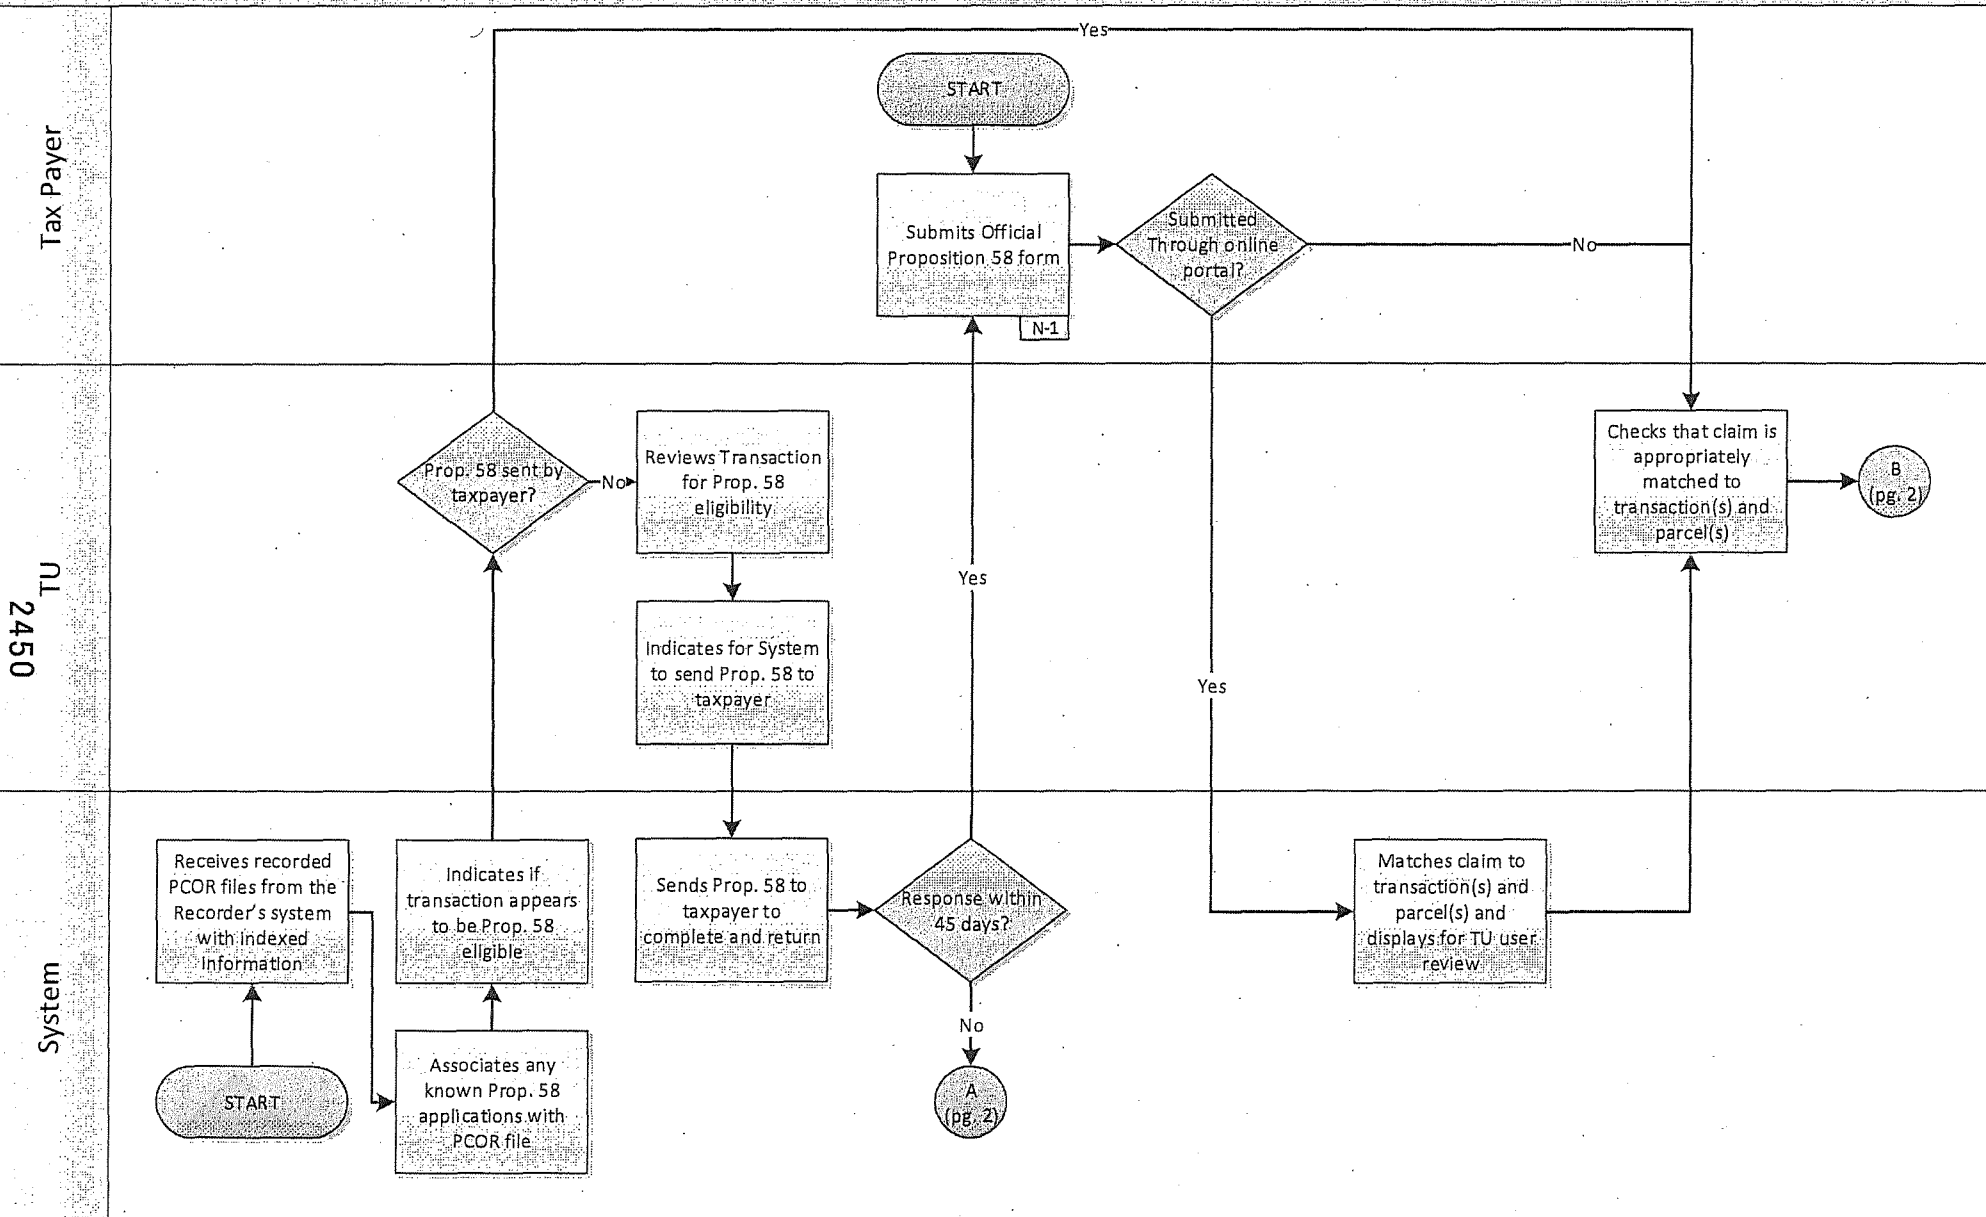 Tax Payer
Yes
START
Submits Official
Proposition 58 form
N-1
Submitted
Through online
portal?
No
TU
2450
Prop. 58 sent by
taxpayer?
No
Reviews Transaction
for Prop. 58
eligibility
Indicates for System
to send Prop. 58 to
taxpayer
Yes
Yes
Checks that claim is
appropriately
matched to
transaction(s) and
parcel(s)
B
(pg. 2)
System
Receives recorded
PCOR files from the
Recorder's system
with indexed
information
START
Indicates if
transaction appears
to be Prop. 58
eligible
Associates any
known Prop. 58
applications with
PCOR file
Sends Prop. 58 to
taxpayer to
complete and return
Response within
45 days?
No
A
(pg. 2)
Matches claim to
transaction(s) and
parcel(s) and
displays for TU user
review